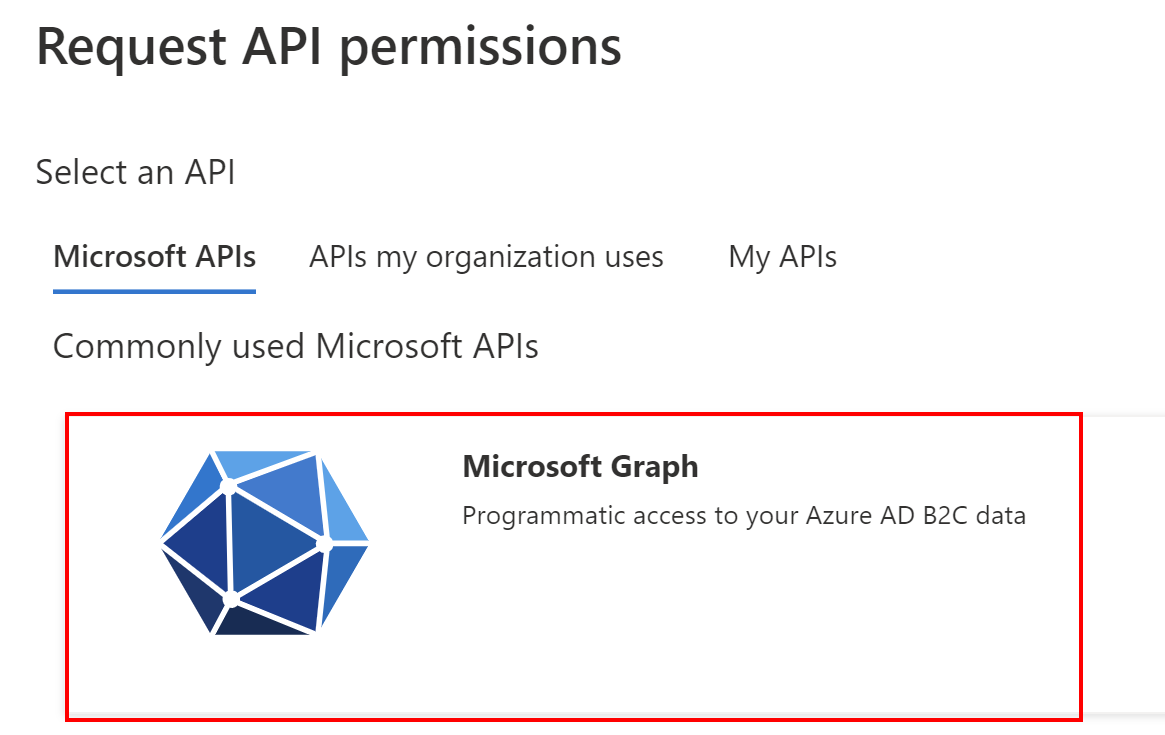 Request API permissions
Select an API
Microsoft APIs APIs my organization uses My APIs
Commonly used Microsoft APIs
Microsoft Graph
Programmatic access to your Azure AD B2C data